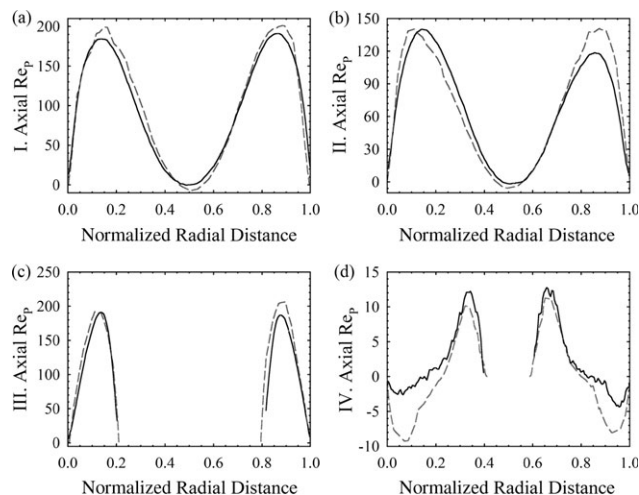 (a)
I. Axial Re_P
200
150
100
50
0
0.0 0.2 0.4 0.6 0.8 1.0
Normalized Radial Distance
(b)
II. Axial Re_P
150
120
90
60
30
0
0.0 0.2 0.4 0.6 0.8 1.0
Normalized Radial Distance
(c)
III. Axial Re_P
250
200
150
100
50
0
0.0 0.2 0.4 0.6 0.8 1.0
Normalized Radial Distance
(d)
IV. Axial Re_P
15
10
5
0
-5
-10
0.0 0.2 0.4 0.6 0.8 1.0
Normalized Radial Distance